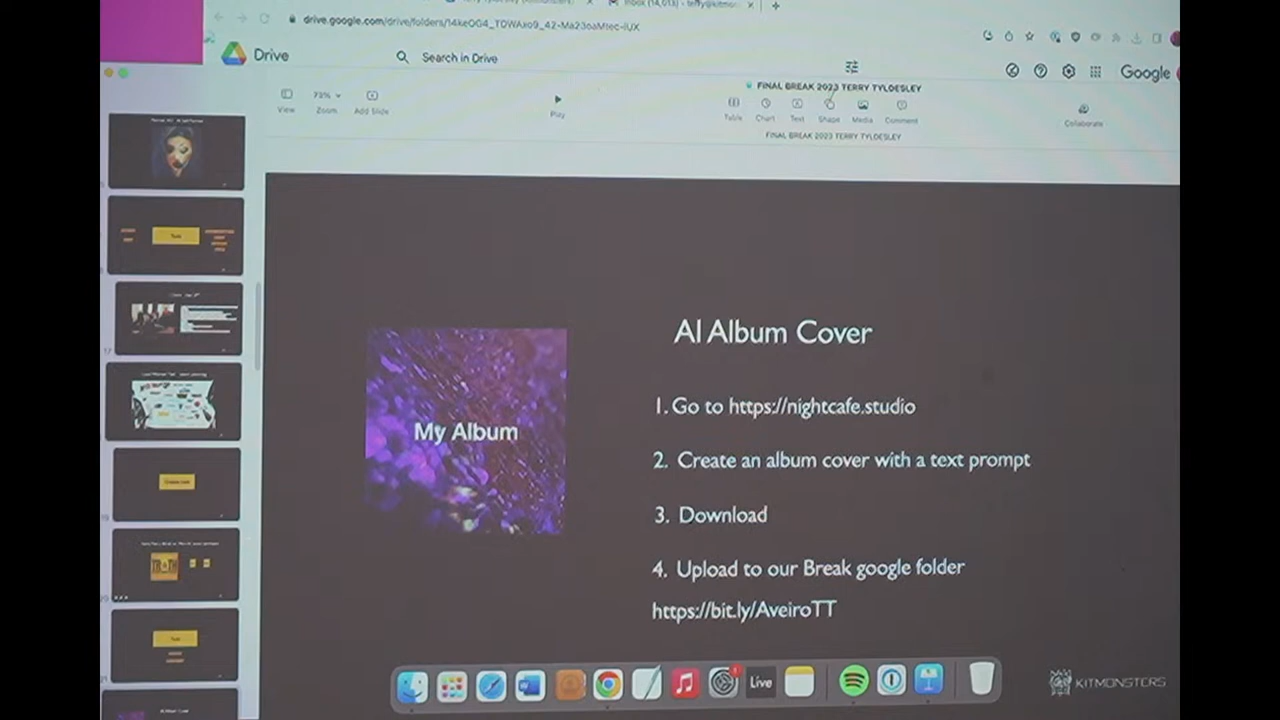 drive.google.com/drive/folders/
Drive
Search in Drive
Google
FINAL BREAK 2023 TERRY TYLDESLEY
View
Zoom
Add Slide
Play
Table
Chart
Text
Shape
Media
Comment
Collaborate
FINAL BREAK 2023 TERRY TYLDESLEY
AI Album Cover
My Album
1. Go to https://nightcafe.studio
2. Create an album cover with a text prompt
3. Download
4. Upload to our Break google folder
https://bit.ly/AveiroTT
Live
KITMONSTERS